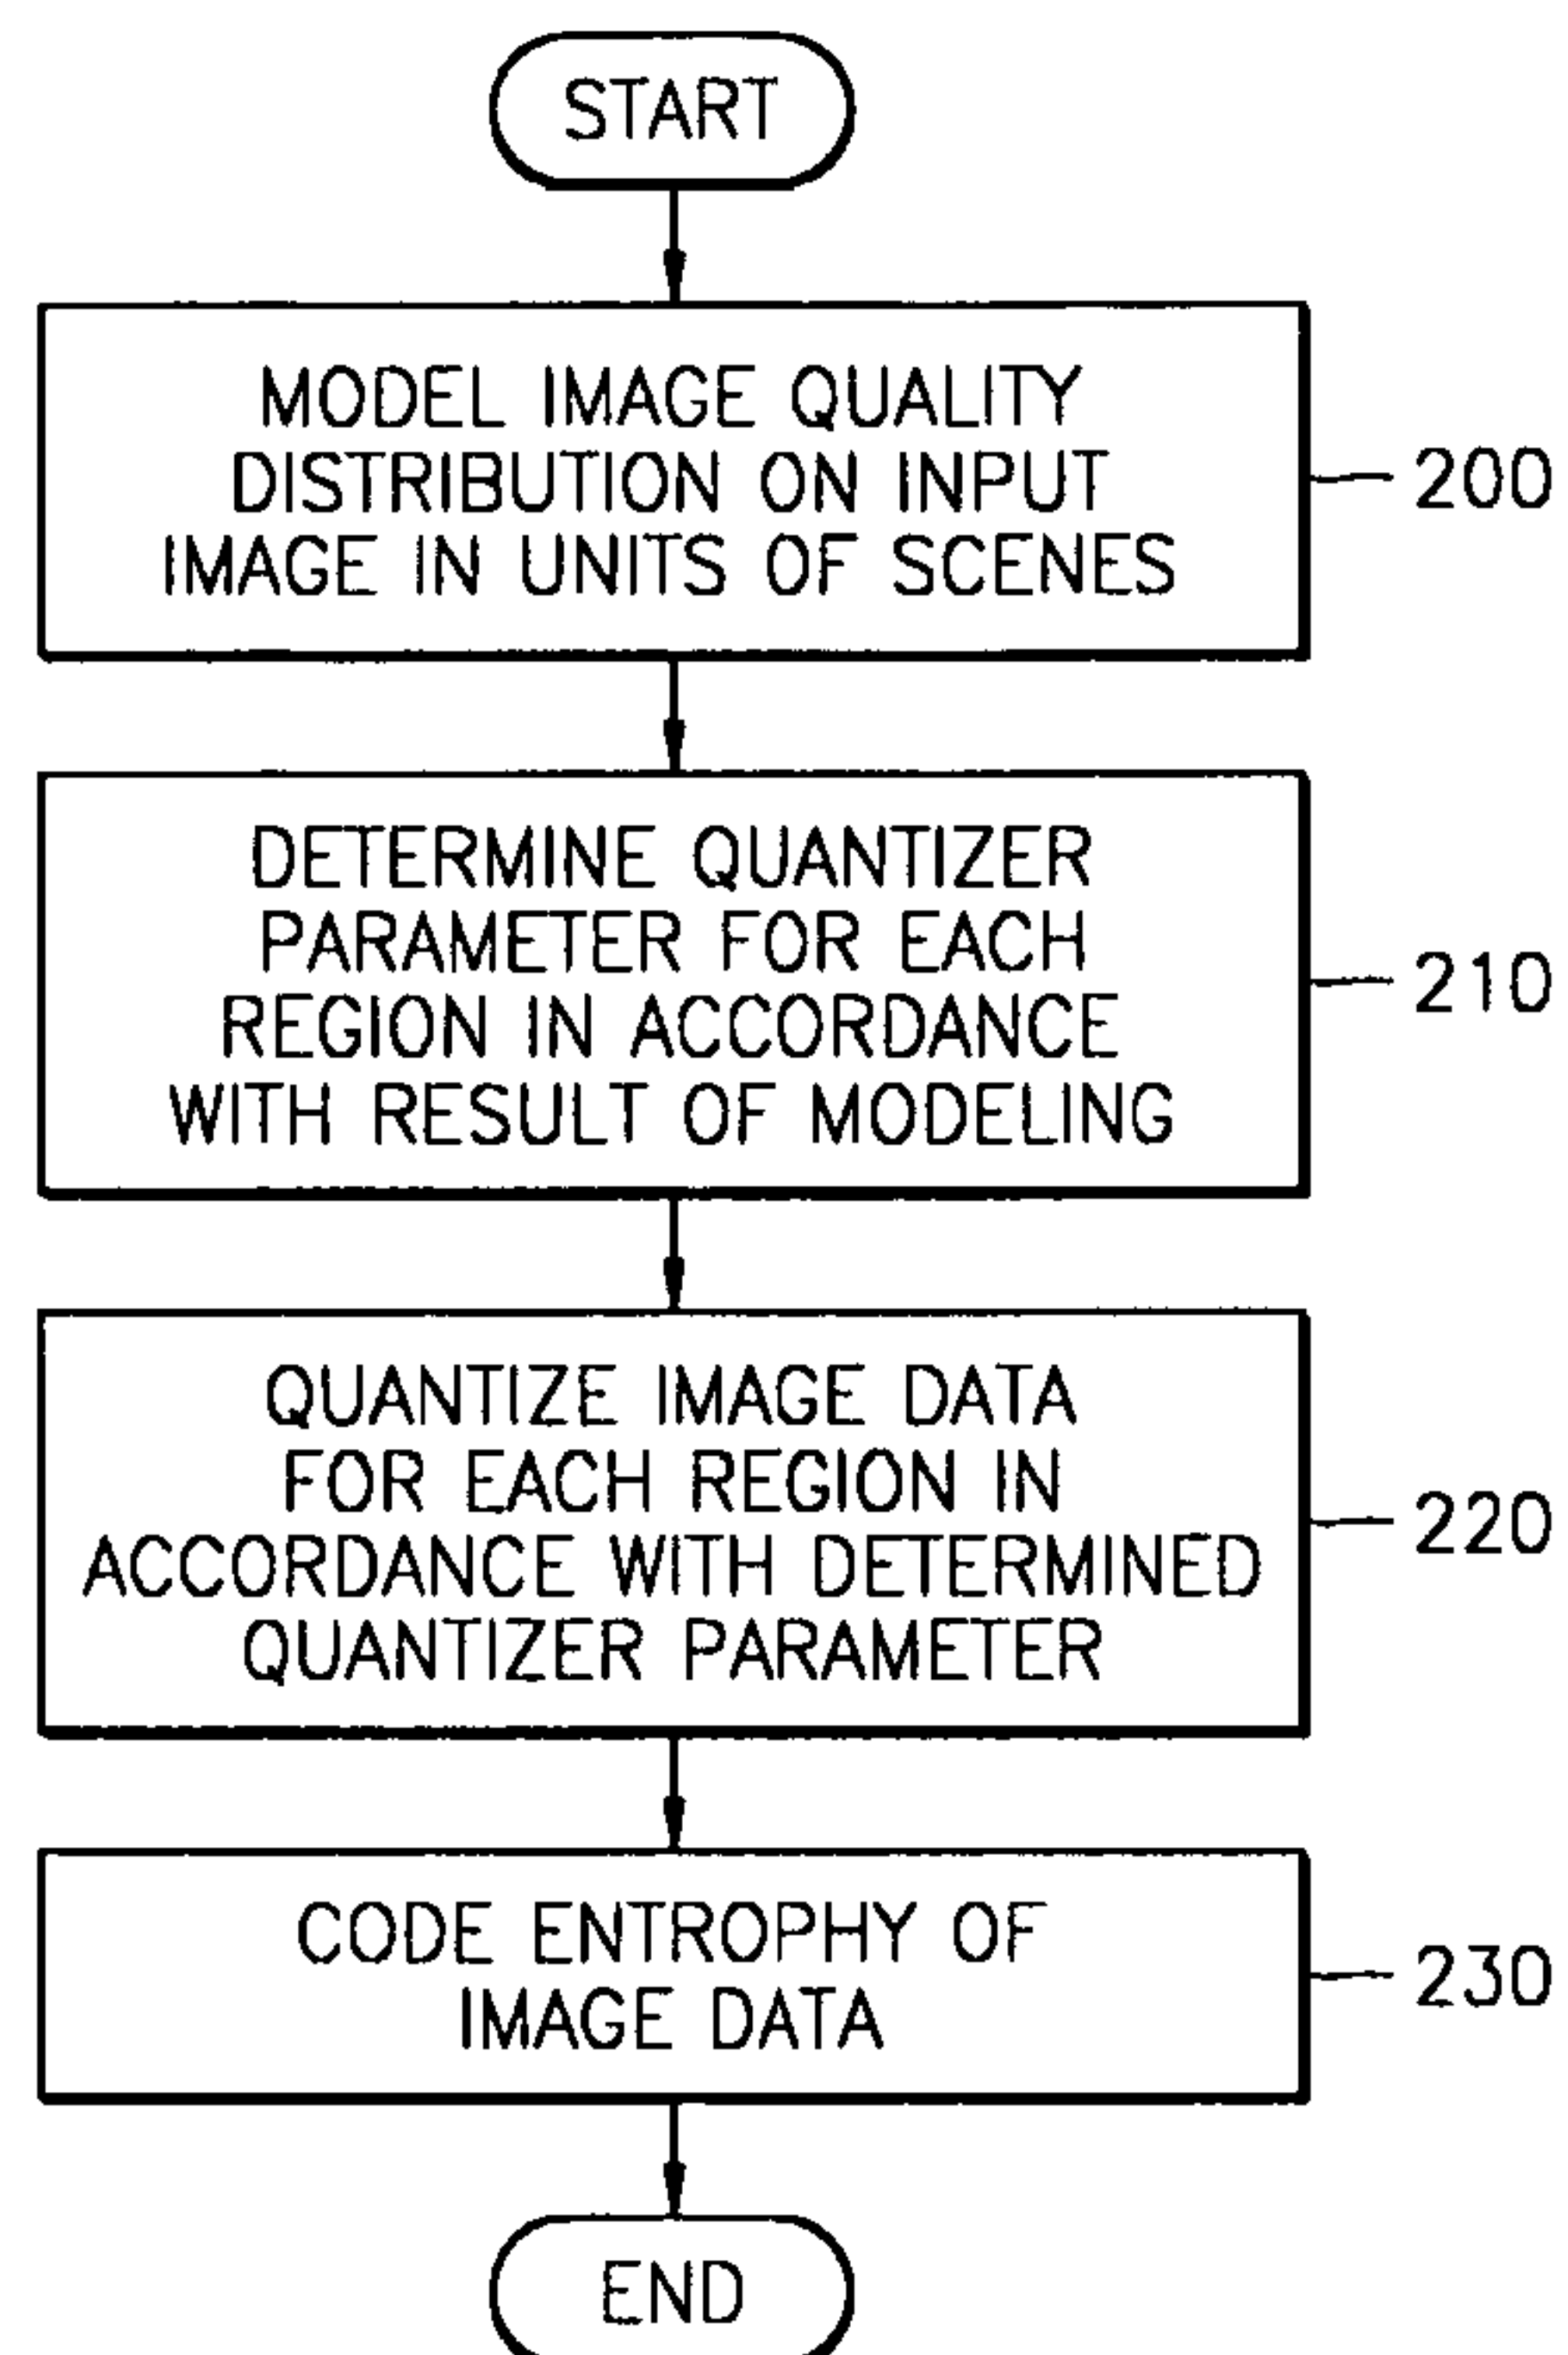 START
MODEL IMAGE QUALITY
DISTRIBUTION ON INPUT
IMAGE IN UNITS OF SCENES
200
DETERMINE QUANTIZER
PARAMETER FOR EACH
REGION IN ACCORDANCE
WITH RESULT OF MODELING
210
QUANTIZE IMAGE DATA
FOR EACH REGION IN
ACCORDANCE WITH DETERMINED
QUANTIZER PARAMETER
220
CODE ENTROPHY OF
IMAGE DATA
230
END